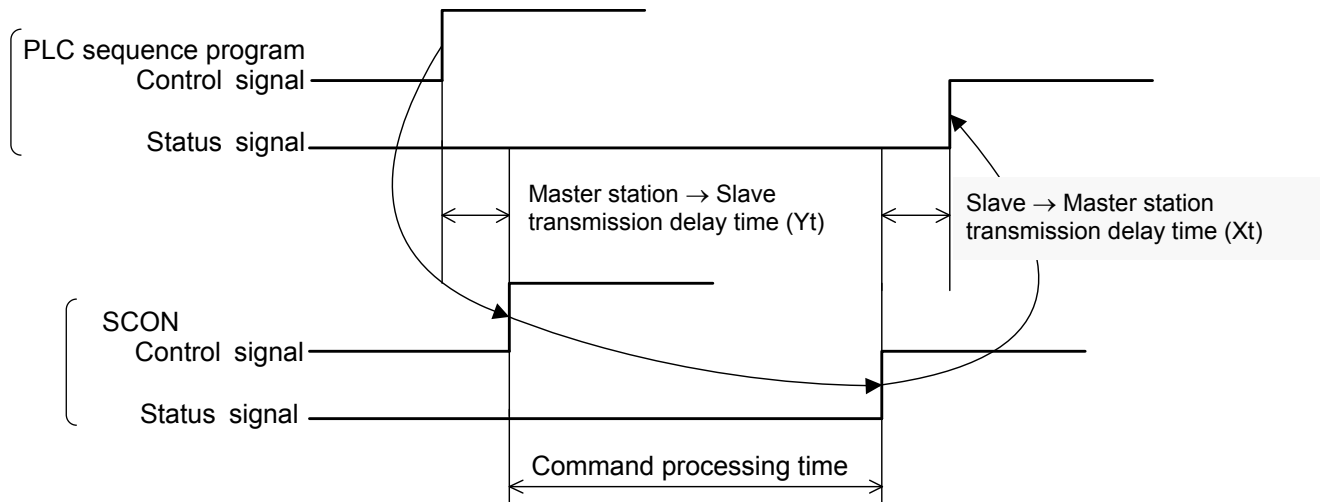 PLC sequence program
Control signal
Status signal
Master station → Slave
transmission delay time (Yt)
Slave → Master station
transmission delay time (Xt)
SCON
Control signal
Status signal
Command processing time